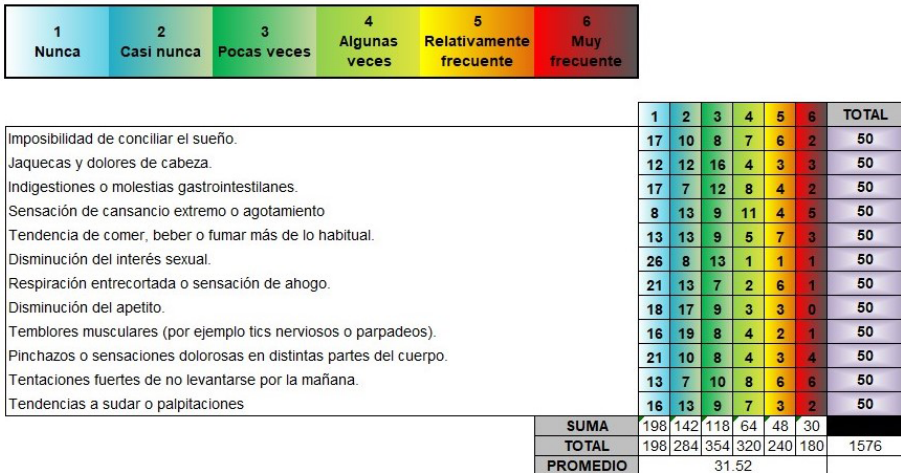 1 2 3 4 5 6
Nunca Casi nunca Pocas veces Algunas veces Relativamente frecuente Muy frecuente
1 2 3 4 5 6 TOTAL
Imposibilidad de conciliar el sueño. 17 10 8 7 6 2 50
Jaquecas y dolores de cabeza. 12 12 16 4 3 3 50
Indigestiones o molestias gastrointestilanes. 17 7 12 8 4 2 50
Sensación de cansancio extremo o agotamiento 8 13 9 11 4 5 50
Tendencia de comer, beber o fumar más de lo habitual. 13 13 9 5 7 3 50
Disminución del interés sexual. 26 8 13 1 1 1 50
Respiración entrecortada o sensación de ahogo. 21 13 7 2 6 1 50
Disminución del apetito. 18 17 9 3 3 0 50
Temblores musculares (por ejemplo tics nerviosos o parpadeos). 16 19 8 4 2 1 50
Pinchazos o sensaciones dolorosas en distintas partes del cuerpo. 21 10 8 4 3 4 50
Tentaciones fuertes de no levantarse por la mañana. 13 7 10 8 6 6 50
Tendencias a sudar o palpitaciones 16 13 9 7 3 2 50
SUMA 198 142 118 64 48 30
TOTAL 198 284 354 320 240 180 1576
PROMEDIO 31.52